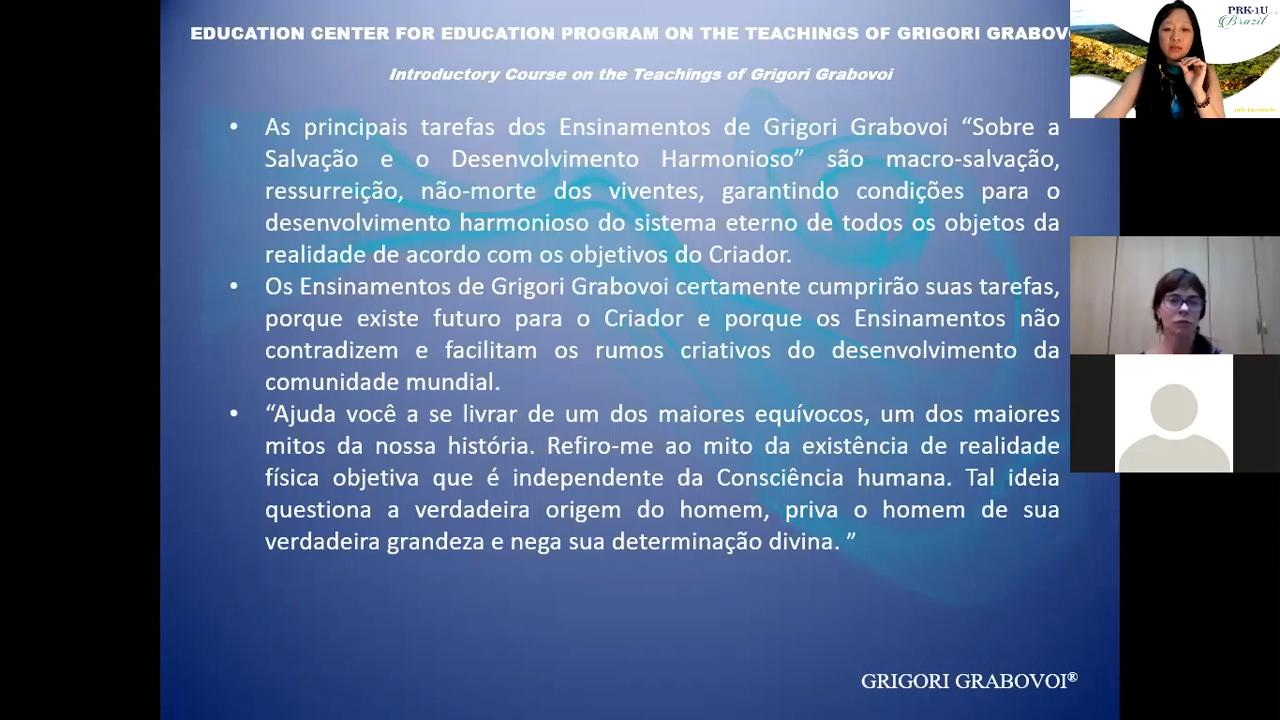 EDUCATION CENTER FOR EDUCATION PROGRAM ON THE TEACHINGS OF GRIGORI GRABOV
Introductory Course on the Teachings of Grigori Grabovoi
• As principais tarefas dos Ensinamentos de Grigori Grabovoi “Sobre a
Salvação e o Desenvolvimento Harmonioso” são macro-salvação,
ressurreição, não-morte dos viventes, garantindo condições para o
desenvolvimento harmonioso do sistema eterno de todos os objetos da
realidade de acordo com os objetivos do Criador.
• Os Ensinamentos de Grigori Grabovoi certamente cumprirão suas tarefas,
porque existe futuro para o Criador e porque os Ensinamentos não
contradizem e facilitam os rumos criativos do desenvolvimento da
comunidade mundial.
• “Ajuda você a se livrar de um dos maiores equívocos, um dos maiores
mitos da nossa história. Refiro-me ao mito da existência de realidade
física objetiva que é independente da Consciência humana. Tal ideia
questiona a verdadeira origem do homem, priva o homem de sua
verdadeira grandeza e nega sua determinação divina. ”
GRIGORI GRABOVOI®
PRK-1U
Brazil